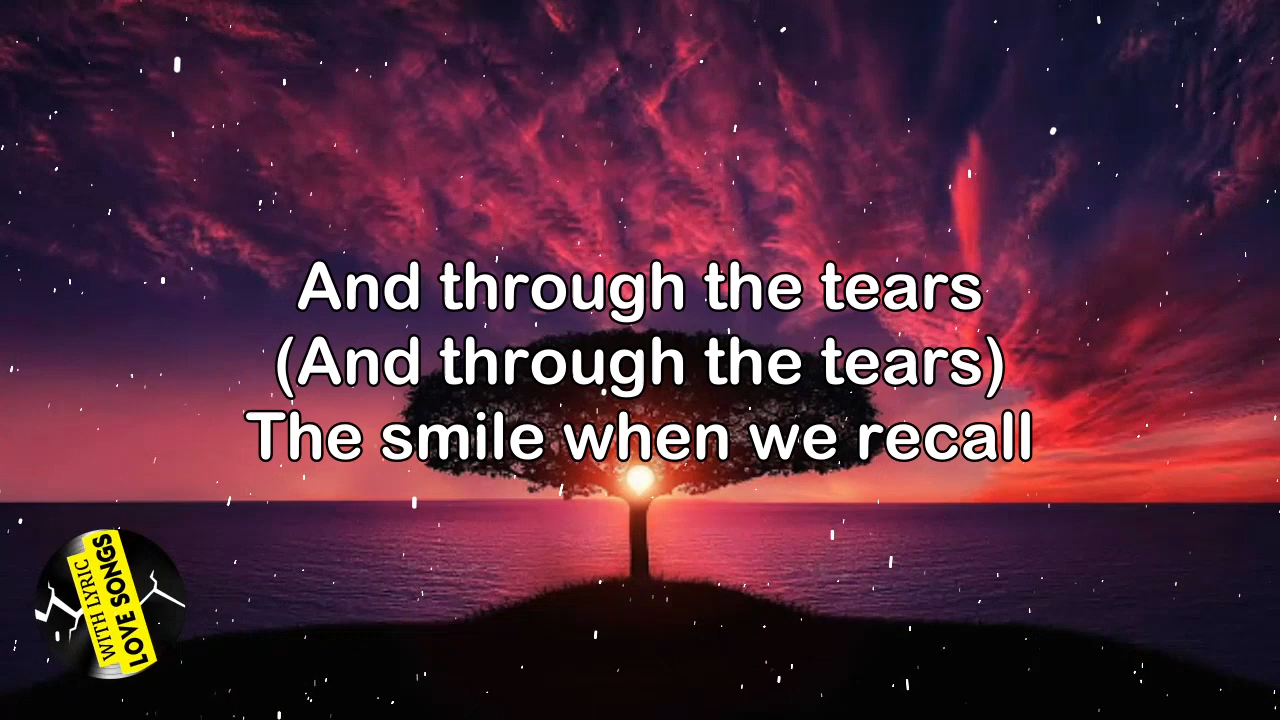 And through the tears
(And through the tears)
The smile when we recall
WITH LYRIC
LOVE SONGS